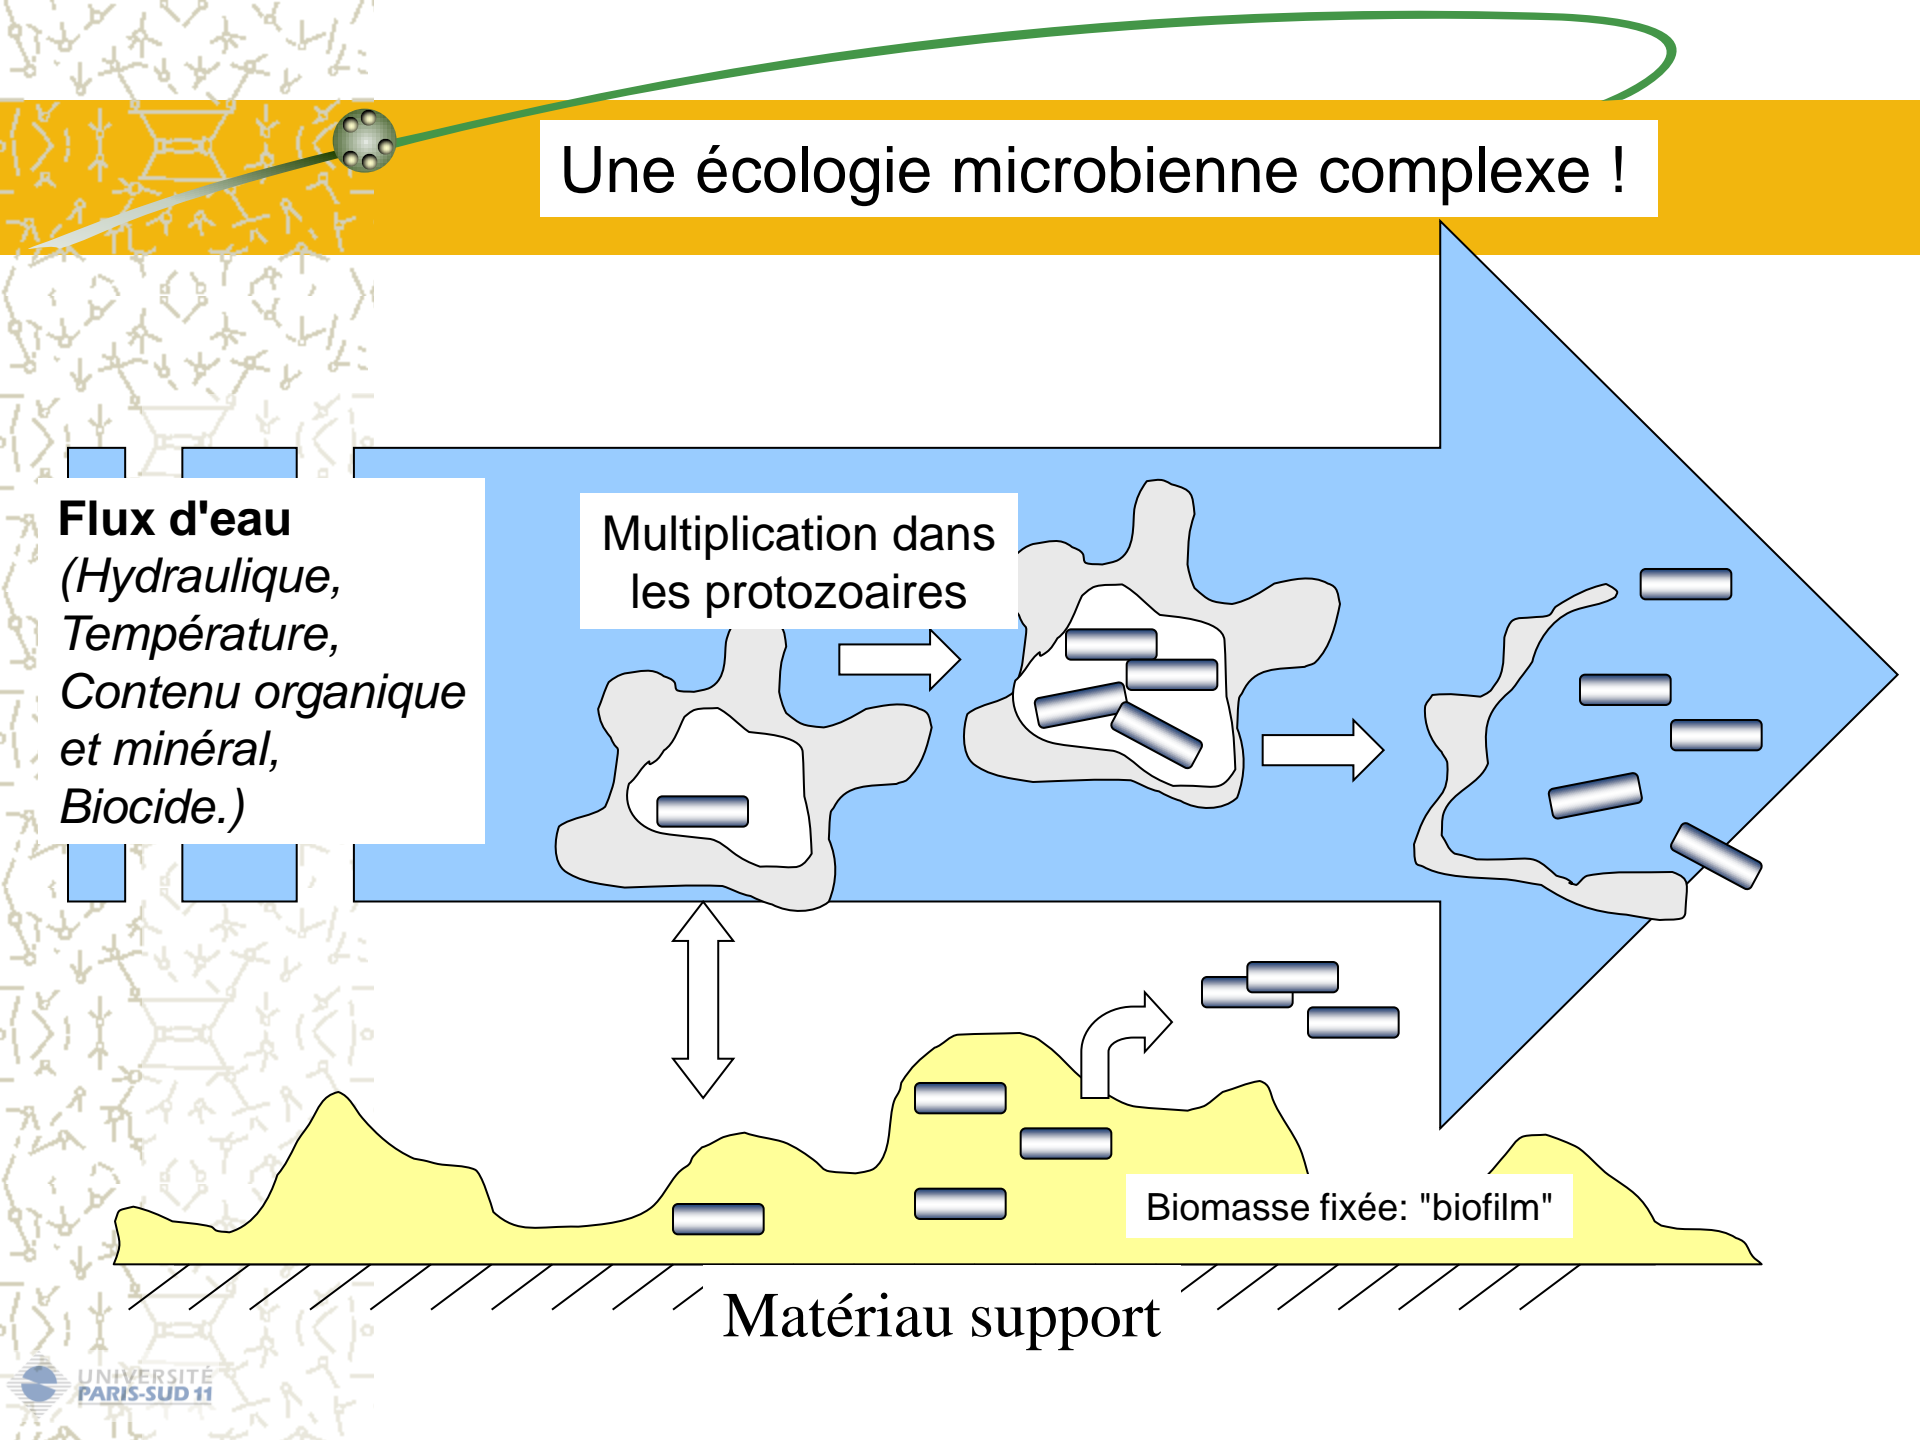 Une écologie microbienne complexe !
Flux d'eau
(Hydraulique,
Température,
Contenu organique
et minéral,
Biocide.)
Multiplication dans
les protozoaires
Biomasse fixée: "biofilm"
Matériau support
UNIVERSITÉ
PARIS-SUD 11